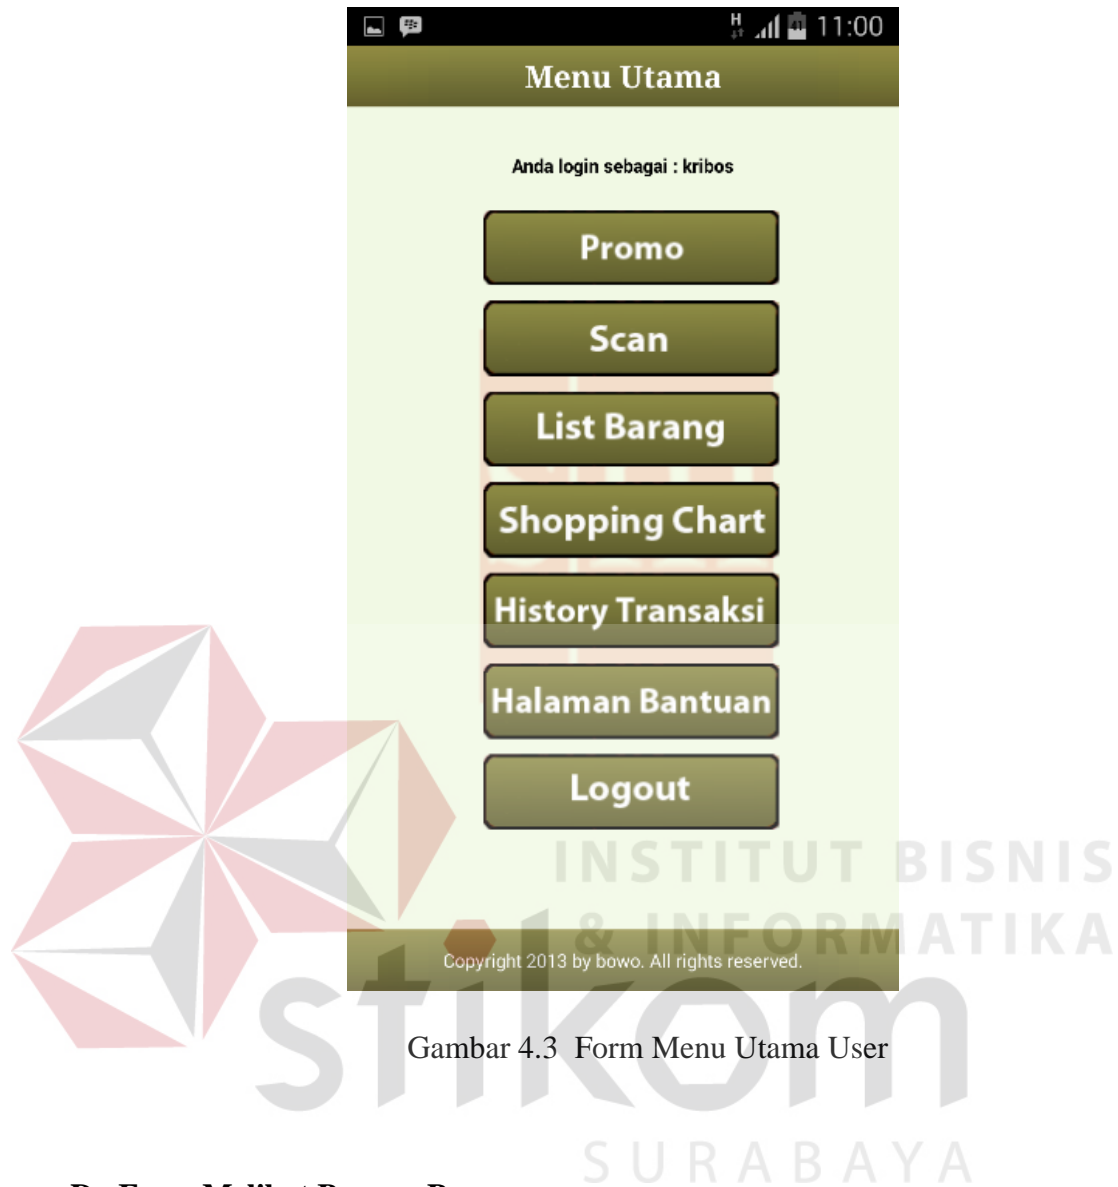 H 41 11:00
Menu Utama
Anda login sebagai : kribos
Promo
Scan
List Barang
Shopping Chart
History Transaksi
Halaman Bantuan
Logout
INSTITUT BISNIS
& INFORMATIKA
Copyright 2013 by bowo. All rights reserved.
stikom
Gambar 4.3 Form Menu Utama User
SURABAYA